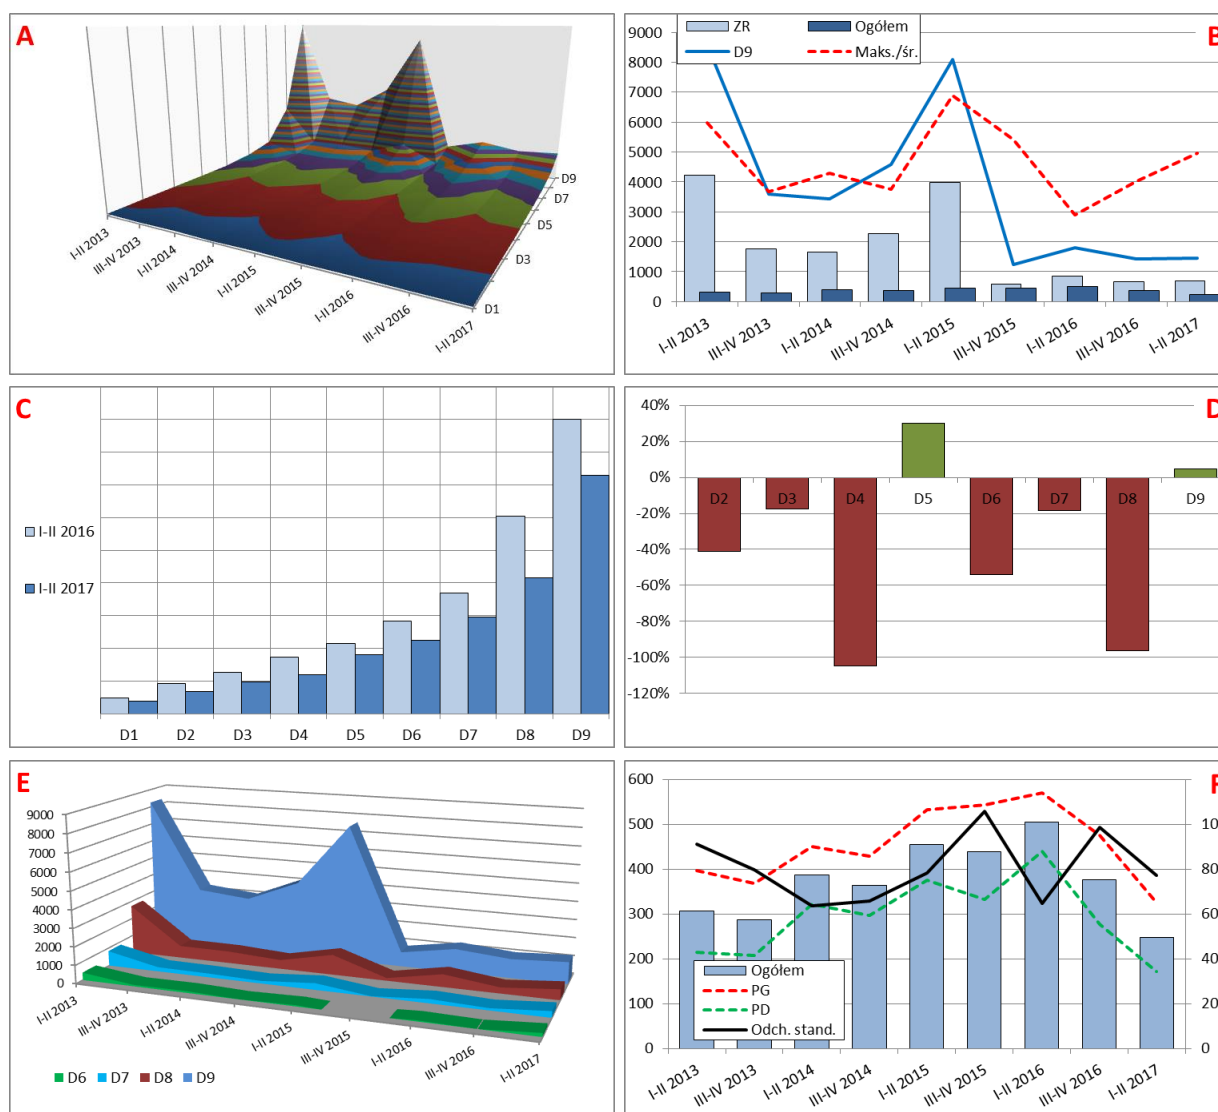 A
I-II 2013
III-IV 2013
I-II 2014
III-IV 2014
I-II 2015
III-IV 2015
I-II 2016
III-IV 2016
I-II 2017
D1
D3
D5
D7
D9
B
ZR
Ogółem
D9
Maks./śr.
9000
8000
7000
6000
5000
4000
3000
2000
1000
0
I-II 2013
III-IV 2013
I-II 2014
III-IV 2014
I-II 2015
III-IV 2015
I-II 2016
III-IV 2016
I-II 2017
C
I-II 2016
I-II 2017
D1 D2 D3 D4 D5 D6 D7 D8 D9
D
40%
20%
0%
-20%
-40%
-60%
-80%
-100%
-120%
D2 D3 D4 D5 D6 D7 D8 D9
E
9000
8000
7000
6000
5000
4000
3000
2000
1000
0
I-II 2013
III-IV 2013
I-II 2014
III-IV 2014
I-II 2015
III-IV 2015
I-II 2016
III-IV 2016
I-II 2017
D6 D7 D8 D9
F
600
500
400
300
200
100
0
80
60
40
20
0
Ogółem
PG
PD
Odch. stand.
I-II 2013
III-IV 2013
I-II 2014
III-IV 2014
I-II 2015
III-IV 2015
I-II 2016
III-IV 2016
I-II 2017